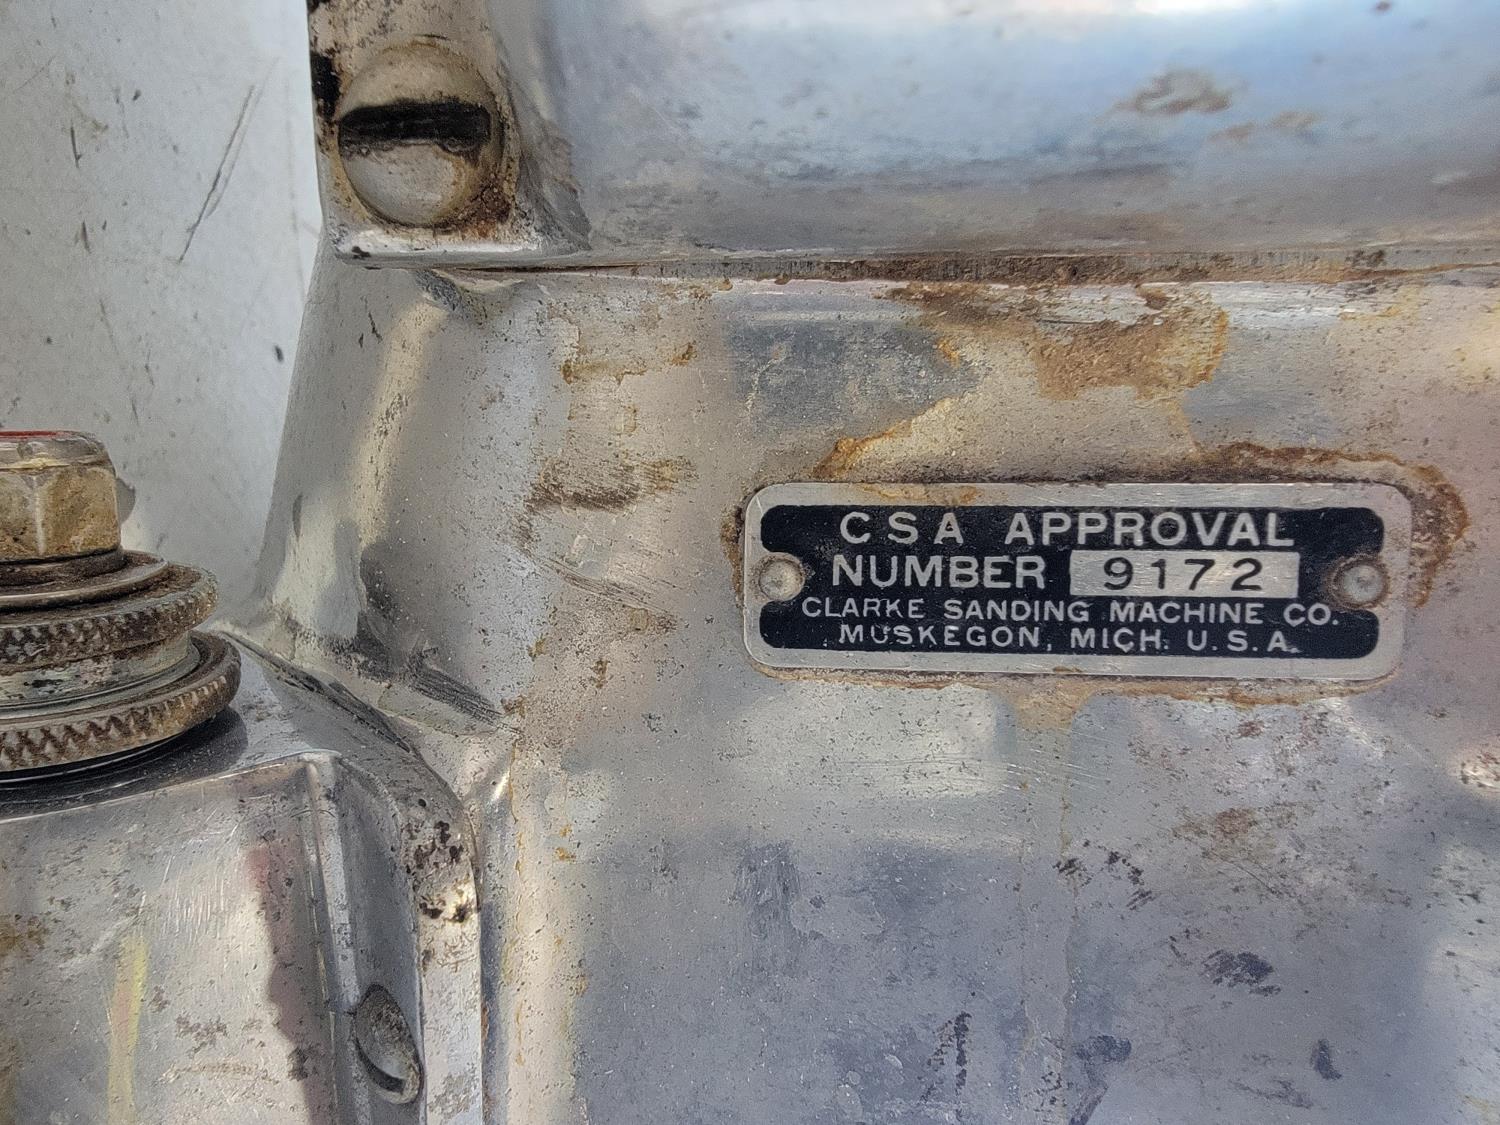 CSA APPROVAL
NUMBER 9172
CLARKE SANDING MACHINE CO.
MUSKEGON, MICH. U.S.A.